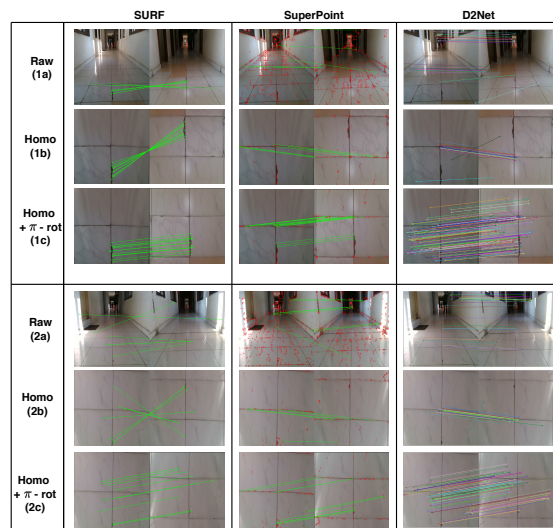 SURF SuperPoint D2Net
Raw
(1a)
Homo
(1b)
Homo
+ π - rot
(1c)
Raw
(2a)
Homo
(2b)
Homo
+ π - rot
(2c)